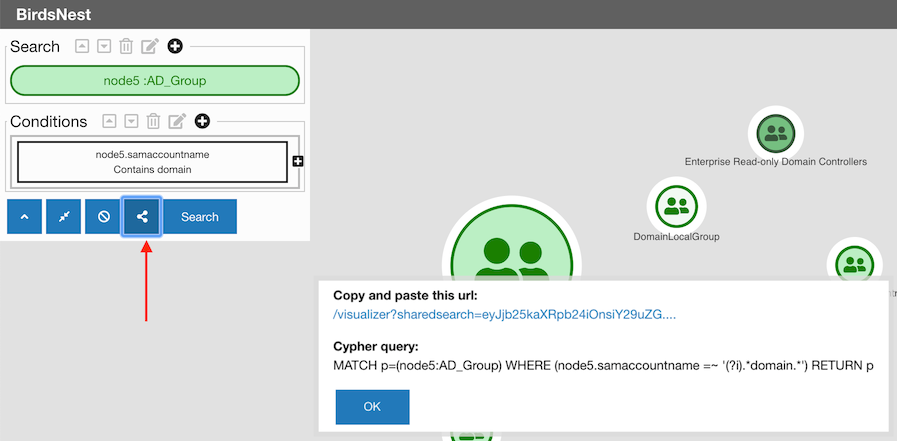 BirdsNest
Search
node5 :AD_Group
Conditions
node5.samaccountname
Contains domain
Search
Enterprise Read-only Domain Controllers
DomainLocalGroup
Copy and paste this url:
/visualizer?sharedsearch=eyJjb25kaXRpb24iOnsiY29uZG....
Cypher query:
MATCH p=(node5:AD_Group) WHERE (node5.samaccountname =~ '(?i).*domain.*') RETURN p
OK